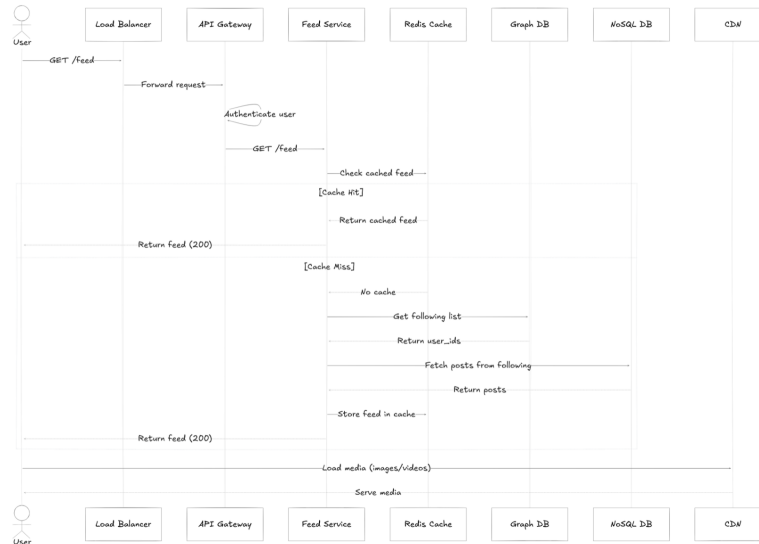 User
Load Balancer
API Gateway
Feed Service
Redis Cache
Graph DB
NoSQL DB
CDN
GET /feed
Forward request
Authenticate user
GET /feed
Check cached feed
[Cache Hit]
Return cached feed
Return feed (200)
[Cache Miss]
No cache
Get following list
Return user_ids
Fetch posts from following
Return posts
Store feed in cache
Return feed (200)
Load media (images/videos)
Serve media
User
Load Balancer
API Gateway
Feed Service
Redis Cache
Graph DB
NoSQL DB
CDN